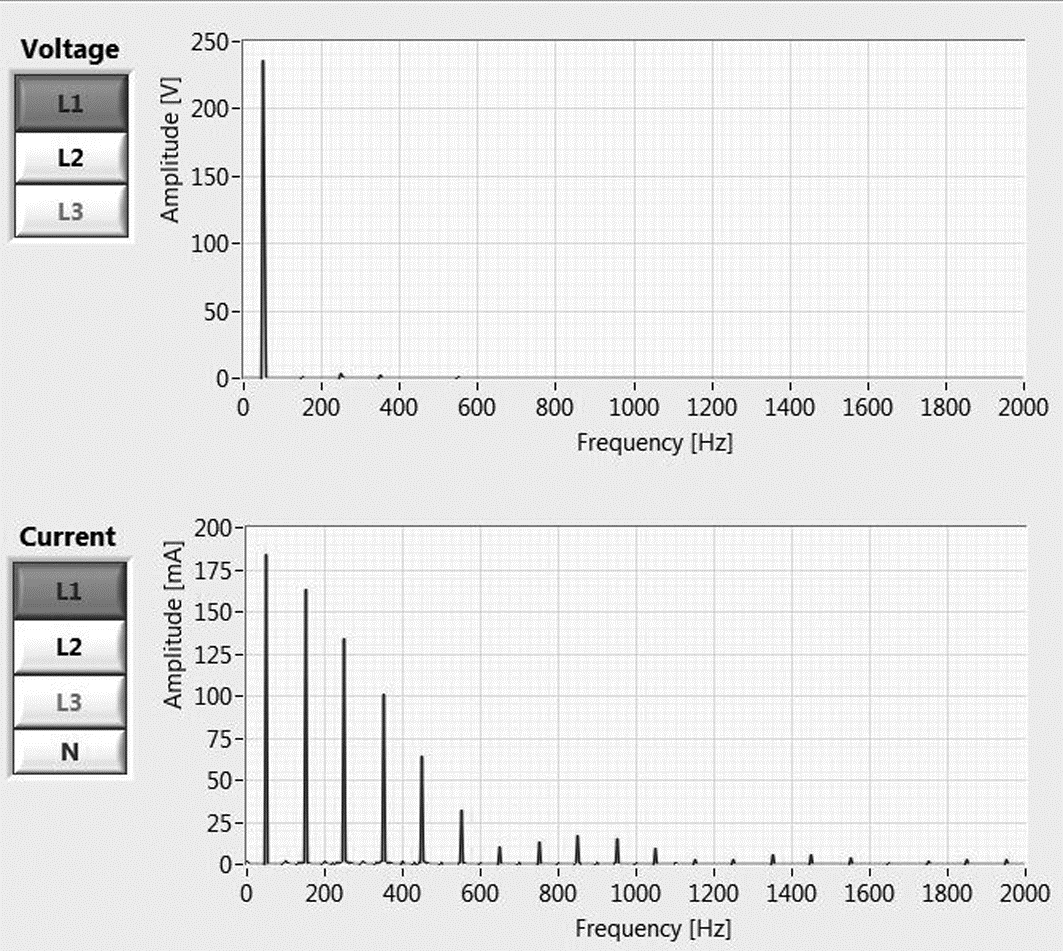 Voltage
L1
L2
L3
Amplitude [V]
250
200
150
100
50
0
0 200 400 600 800 1000 1200 1400 1600 1800 2000
Frequency [Hz]
Current
L1
L2
L3
N
Amplitude [mA]
200
175
150
125
100
75
50
25
0
0 200 400 600 800 1000 1200 1400 1600 1800 2000
Frequency [Hz]